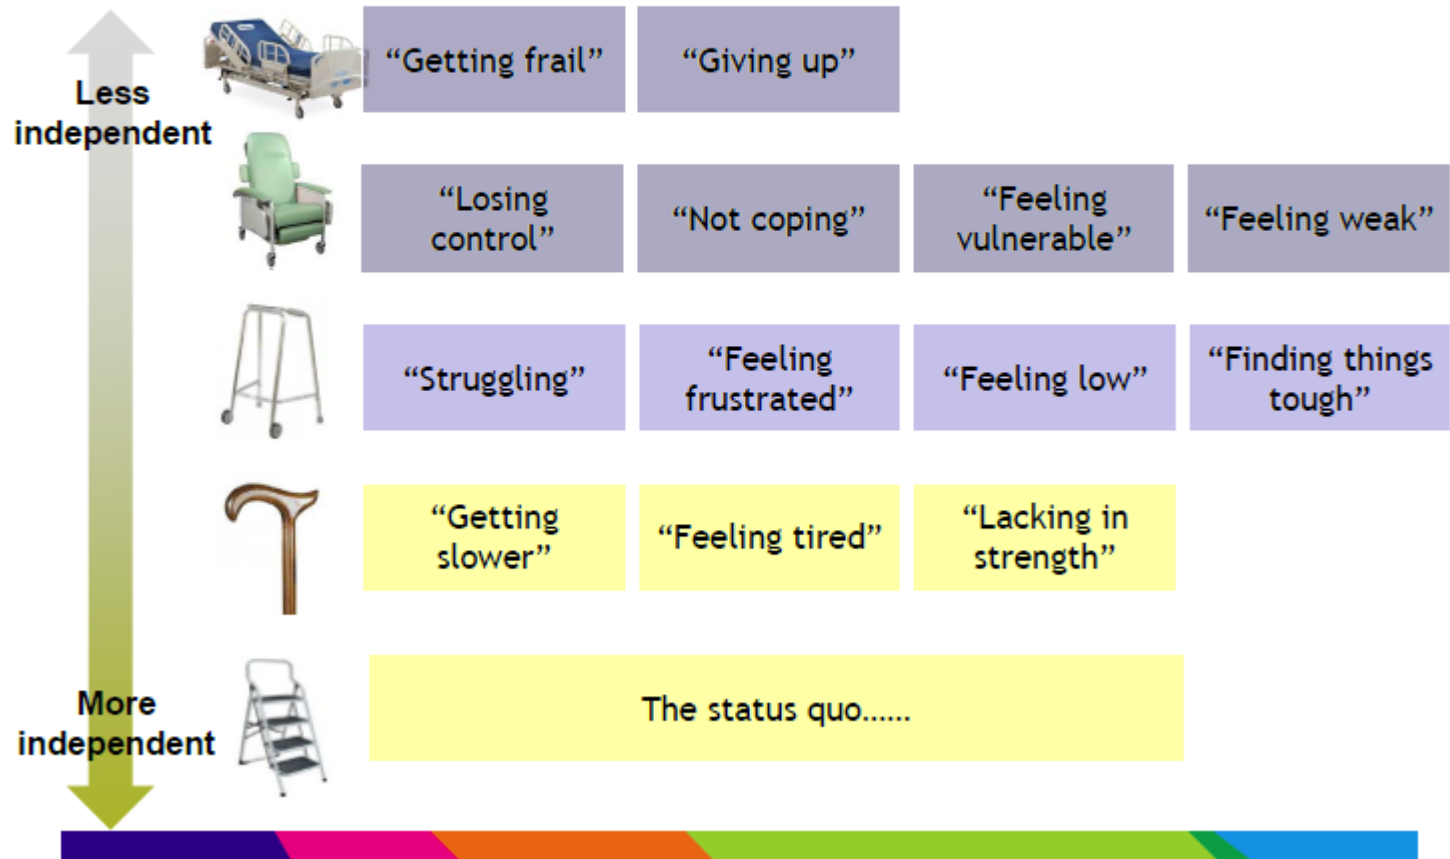 Less
independent
“Getting frail”
“Giving up”
“Losing
control”
“Not coping”
“Feeling
vulnerable”
“Feeling weak”
“Struggling”
“Feeling
frustrated”
“Feeling low”
“Finding things
tough”
“Getting
slower”
“Feeling tired”
“Lacking in
strength”
More
independent
The status quo……